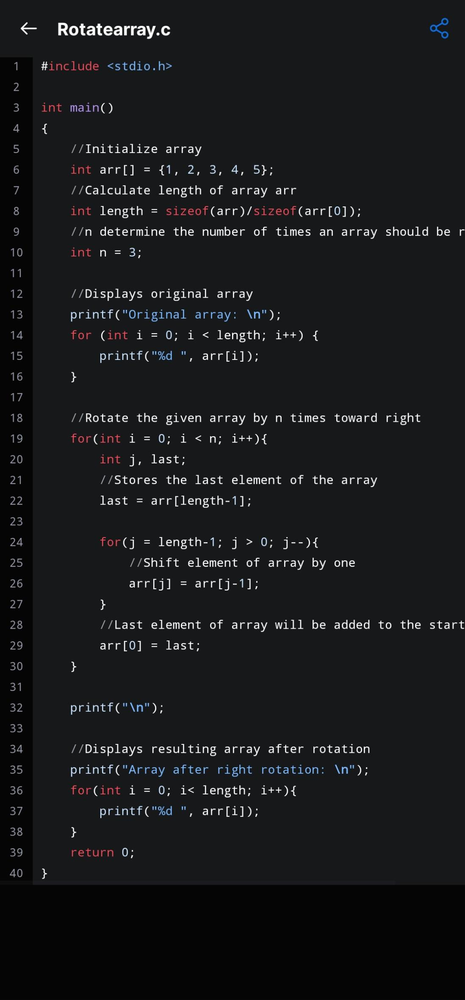 Rotatearray.c
1 #include <stdio.h>
2
3 int main()
4 {
5     //Initialize array
6     int arr[] = {1, 2, 3, 4, 5};
7     //Calculate length of array arr
8     int length = sizeof(arr)/sizeof(arr[0]);
9     //n determine the number of times an array should be r
10     int n = 3;
11
12     //Displays original array
13     printf("Original array: \n");
14     for (int i = 0; i < length; i++) {
15         printf("%d ", arr[i]);
16     }
17
18     //Rotate the given array by n times toward right
19     for(int i = 0; i < n; i++){
20         int j, last;
21         //Stores the last element of the array
22         last = arr[length-1];
23
24         for(j = length-1; j > 0; j--){
25             //Shift element of array by one
26             arr[j] = arr[j-1];
27         }
28         //Last element of array will be added to the start
29         arr[0] = last;
30     }
31
32     printf("\n");
33
34     //Displays resulting array after rotation
35     printf("Array after right rotation: \n");
36     for(int i = 0; i< length; i++){
37         printf("%d ", arr[i]);
38     }
39     return 0;
40 }